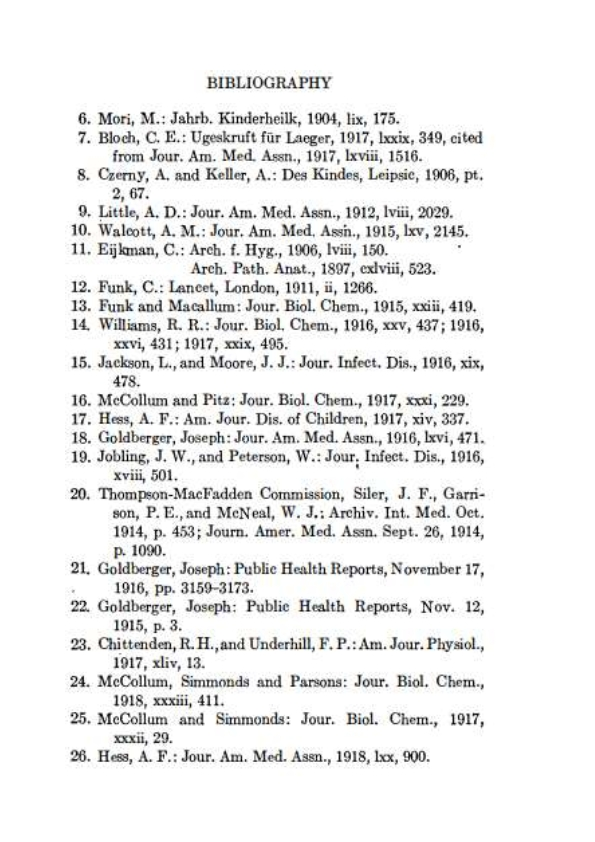 BIBLIOGRAPHY
6. Mori, M.: Jahrb. Kinderheilk, 1904, lix, 175.
7. Bloch, C. E.: Ugeskruft für Laeger, 1917, lxxix, 349, cited
from Jour. Am. Med. Assn., 1917, lxviii, 1516.
8. Czerny, A. and Keller, A.: Des Kindes, Leipsic, 1906, pt.
2, 67.
9. Little, A. D.: Jour. Am. Med. Assn., 1912, lviii, 2029.
10. Walcott, A. M.: Jour. Am. Med. Assn., 1915, lxv, 2145.
11. Eijkman, C.: Arch. f. Hyg., 1906, lviii, 150.
Arch. Path. Anat., 1897, cxlviii, 523.
12. Funk, C.: Lancet, London, 1911, ii, 1266.
13. Funk and Macallum: Jour. Biol. Chem., 1915, xxiii, 419.
14. Williams, R. R.: Jour. Biol. Chem., 1916, xxv, 437; 1916,
xxvi, 431; 1917, xxix, 495.
15. Jackson, L., and Moore, J. J.: Jour. Infect. Dis., 1916, xix,
478.
16. McCollum and Pitz: Jour. Biol. Chem., 1917, xxxi, 229.
17. Hess, A. F.: Am. Jour. Dis. of Children, 1917, xiv, 337.
18. Goldberger, Joseph: Jour. Am. Med. Assn., 1916, lxvi, 471.
19. Jobling, J. W., and Peterson, W.: Jour. Infect. Dis., 1916,
xviii, 501.
20. Thompson-MacFadden Commission, Siler, J. F., Garri-
son, P. E., and McNeal, W. J.: Archiv. Int. Med. Oct.
1914, p. 453; Journ. Amer. Med. Assn. Sept. 26, 1914,
p. 1090.
21. Goldberger, Joseph: Public Health Reports, November 17,
1916, pp. 3159–3173.
22. Goldberger, Joseph: Public Health Reports, Nov. 12,
1915, p. 3.
23. Chittenden, R. H., and Underhill, F. P.: Am. Jour. Physiol.,
1917, xliv, 13.
24. McCollum, Simmonds and Parsons: Jour. Biol. Chem.,
1918, xxxiii, 411.
25. McCollum and Simmonds: Jour. Biol. Chem., 1917,
xxxii, 29.
26. Hess, A. F.: Jour. Am. Med. Assn., 1918, lxx, 900.